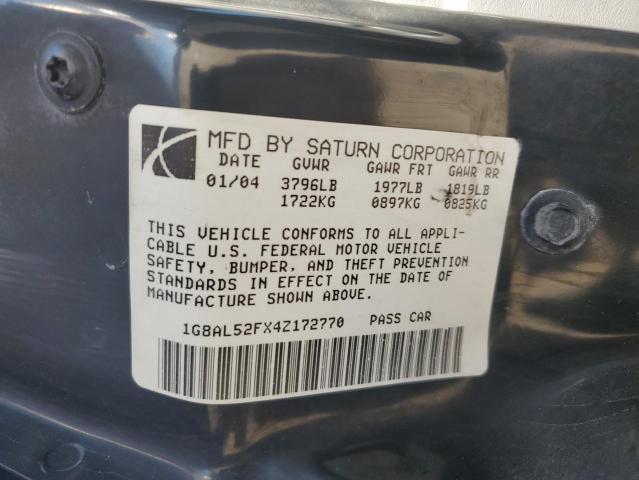 MFD BY SATURN CORPORATION
DATE GVWR GAWR FRT GAWR RR
01/04 3796LB 1977LB 1819LB
1722KG 0897KG 0825KG
THIS VEHICLE CONFORMS TO ALL APPLI-
CABLE U.S. FEDERAL MOTOR VEHICLE
SAFETY, BUMPER, AND THEFT PREVENTION
STANDARDS IN EFFECT ON THE DATE OF
MANUFACTURE SHOWN ABOVE.
1G8AL52FX4Z172770 PASS CAR